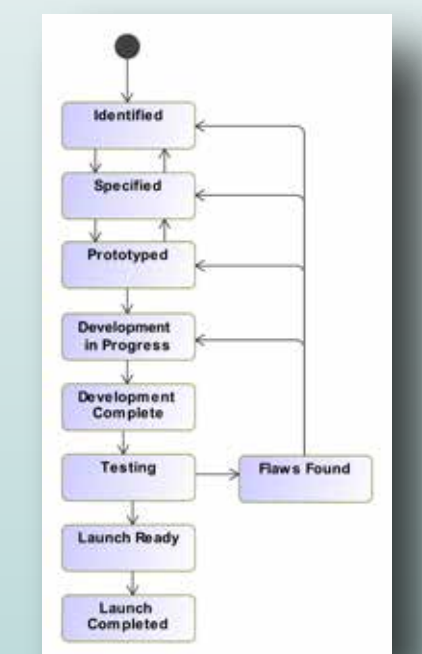 Identified
Specified
Prototyped
Development
in Progress
Development
Complete
Testing
Flaws Found
Launch Ready
Launch
Completed